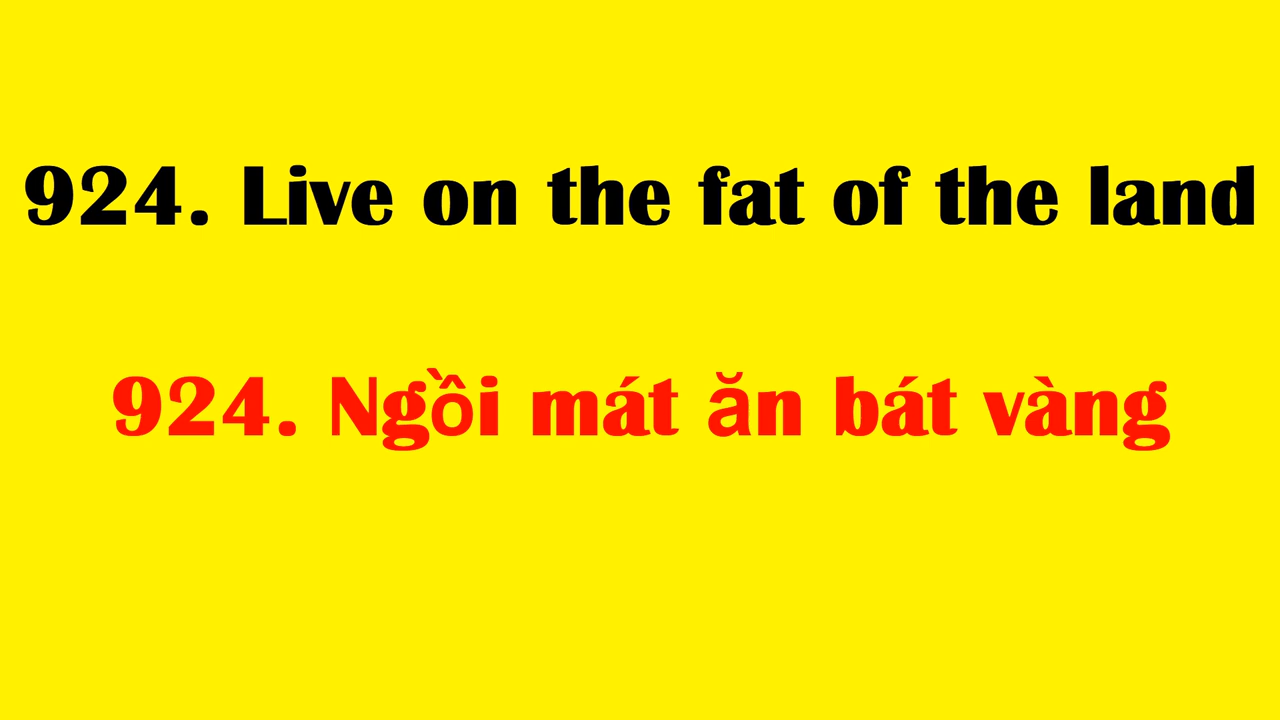 924. Live on the fat of the land
924. Ngồi mát ăn bát vàng